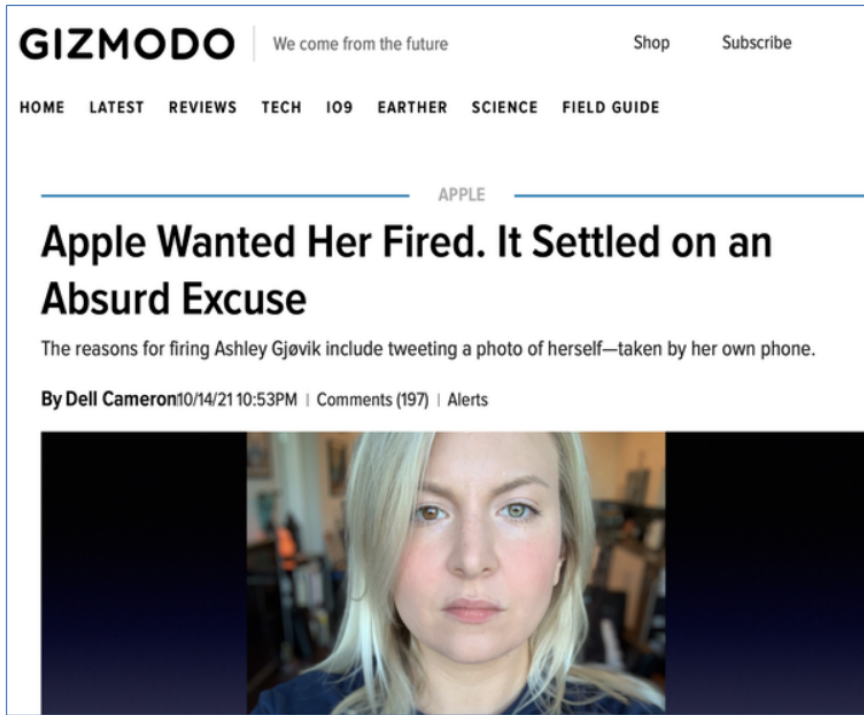 GIZMODO We come from the future Shop Subscribe
HOME LATEST REVIEWS TECH IO9 EARTHER SCIENCE FIELD GUIDE
APPLE
Apple Wanted Her Fired. It Settled on an
Absurd Excuse
The reasons for firing Ashley Gjøvik include tweeting a photo of herself—taken by her own phone.
By Dell Cameron10/14/21 10:53PM | Comments (197) | Alerts